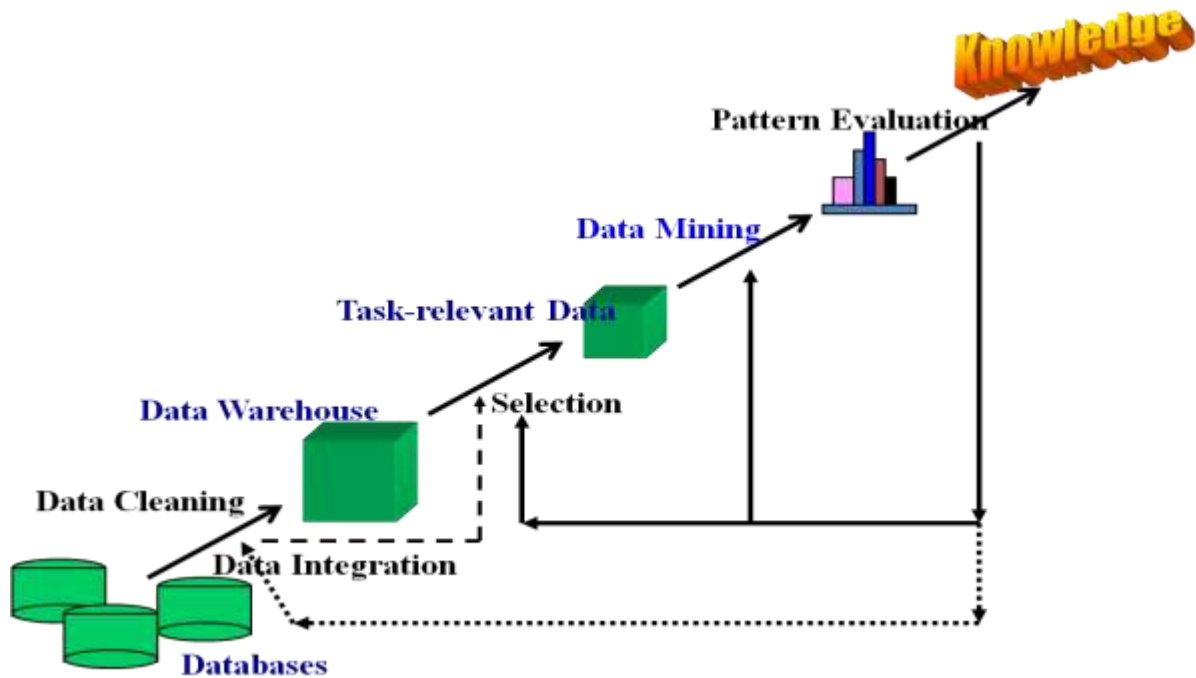 Knowledge
Pattern Evaluation
Data Mining
Task-relevant Data
Selection
Data Warehouse
Data Cleaning
Data Integration
Databases